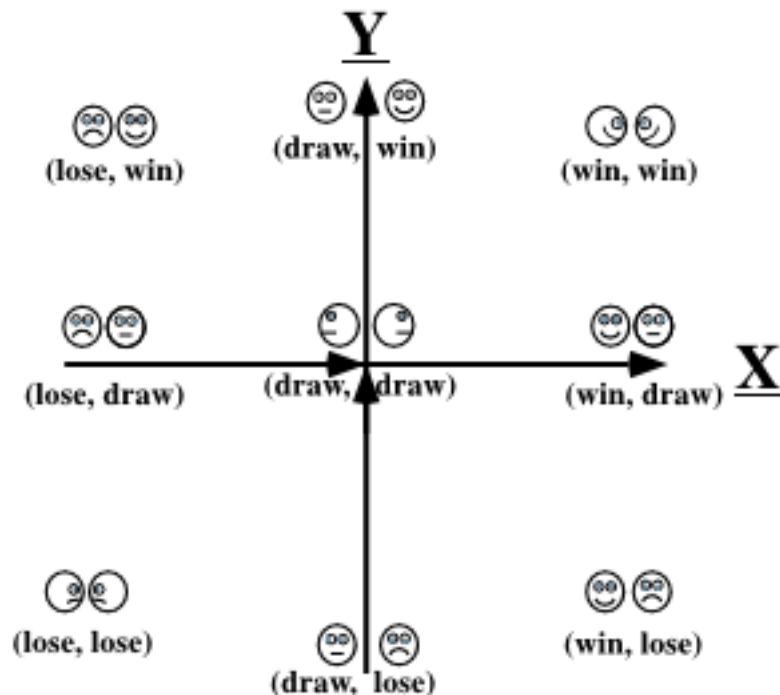 Y
(lose, win)
(draw, win)
(win, win)
(lose, draw)
(draw, draw)
(win, draw)
X
(lose, lose)
(draw, lose)
(win, lose)